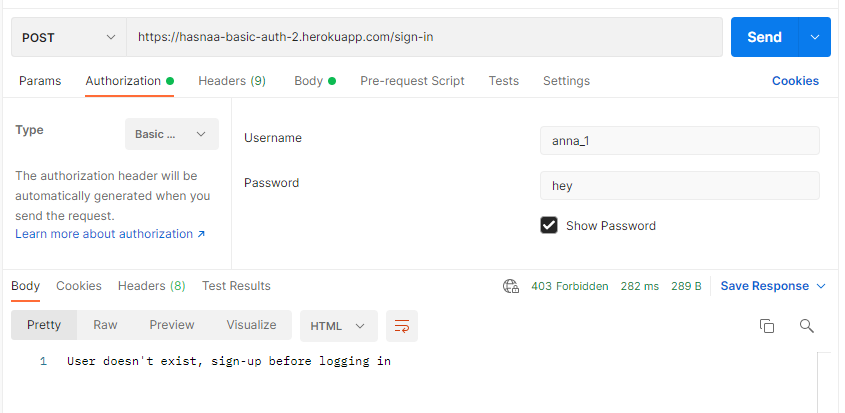 POST https://hasnaa-basic-auth-2.herokuapp.com/sign-in Send
Params Authorization Headers (9) Body Pre-request Script Tests Settings Cookies
Type Basic ...
The authorization header will be
automatically generated when you
send the request.
Learn more about authorization ↗
Username anna_1
Password hey
Show Password
Body Cookies Headers (8) Test Results 403 Forbidden 282 ms 289 B Save Response
Pretty Raw Preview Visualize HTML
1 User doesn't exist, sign-up before logging in